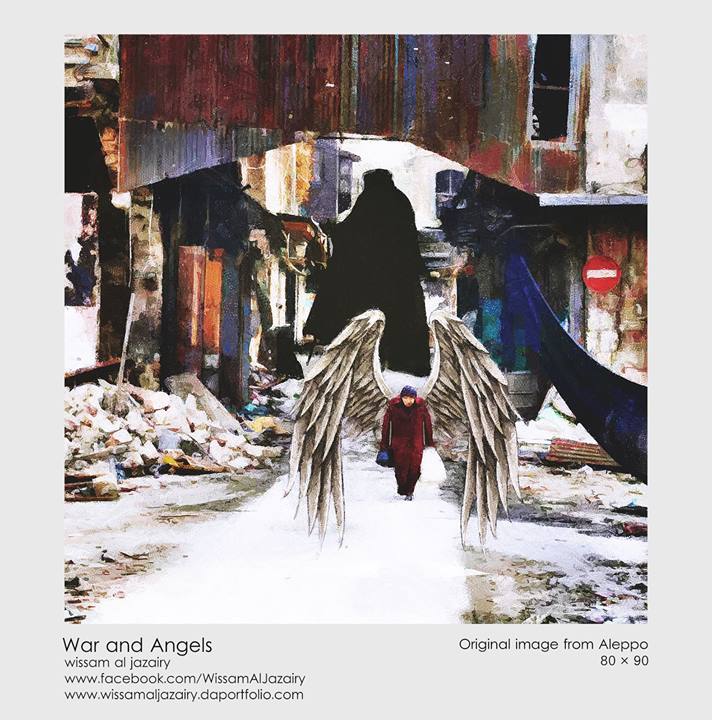 War and Angels
wissam al jazairy
www.facebook.com/WissamAlJazairy
www.wissamaljazairy.daportfolio.com
Original image from Aleppo
80 × 90